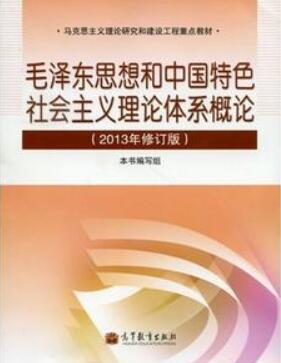 ·马克思主义理论研究和建设工程重点教材·
毛泽东思想和中国特色
社会主义理论体系概论
(2013年修订版)
本书编写组
高等教育出版社